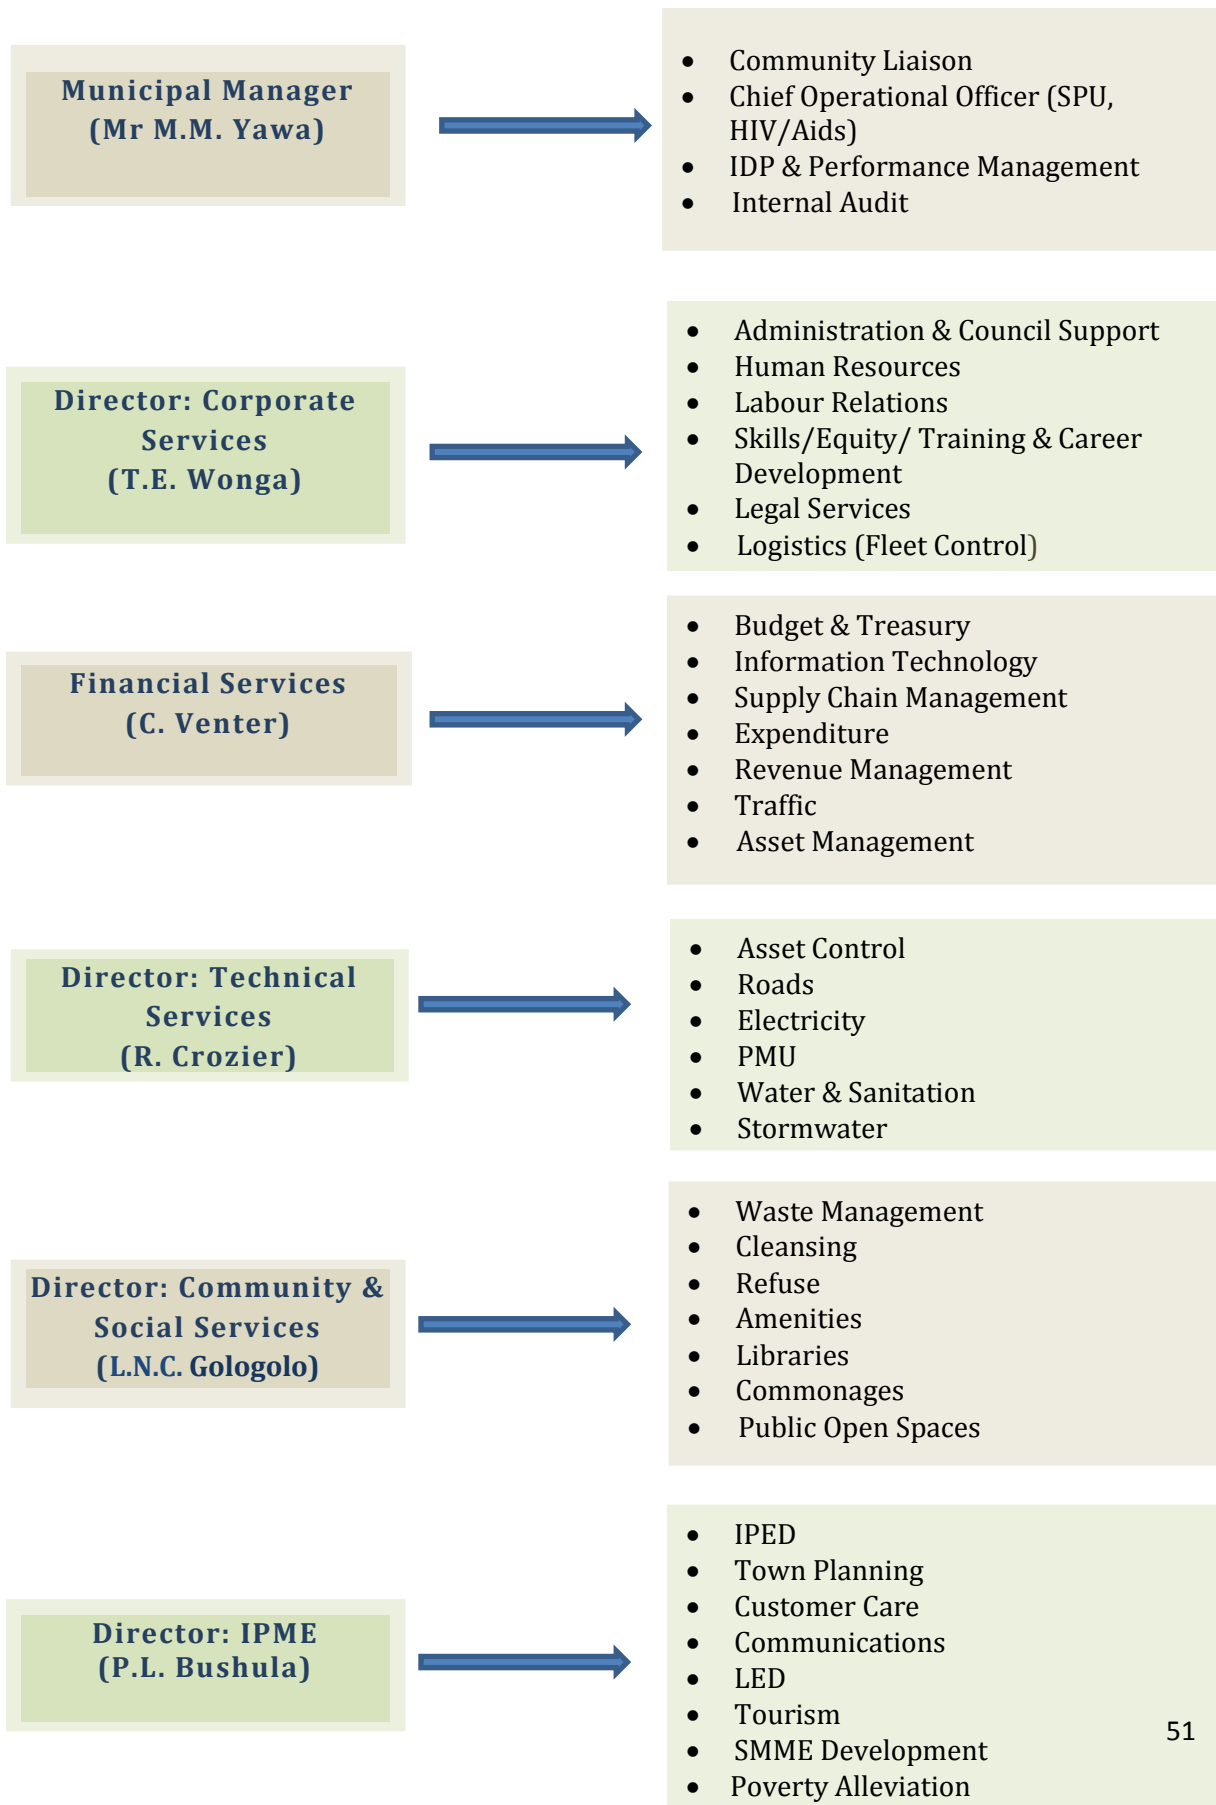 Municipal Manager
(Mr M.M. Yawa)
• Community Liaison
• Chief Operational Officer (SPU,
HIV/Aids)
• IDP & Performance Management
• Internal Audit
Director: Corporate
Services
(T.E. Wonga)
• Administration & Council Support
• Human Resources
• Labour Relations
• Skills/Equity/ Training & Career
Development
• Legal Services
• Logistics (Fleet Control)
Financial Services
(C. Venter)
• Budget & Treasury
• Information Technology
• Supply Chain Management
• Expenditure
• Revenue Management
• Traffic
• Asset Management
Director: Technical
Services
(R. Crozier)
• Asset Control
• Roads
• Electricity
• PMU
• Water & Sanitation
• Stormwater
Director: Community &
Social Services
(L.N.C. Gologolo)
• Waste Management
• Cleansing
• Refuse
• Amenities
• Libraries
• Commonages
• Public Open Spaces
Director: IPME
(P.L. Bushula)
• IPED
• Town Planning
• Customer Care
• Communications
• LED
• Tourism
• SMME Development
• Poverty Alleviation
51